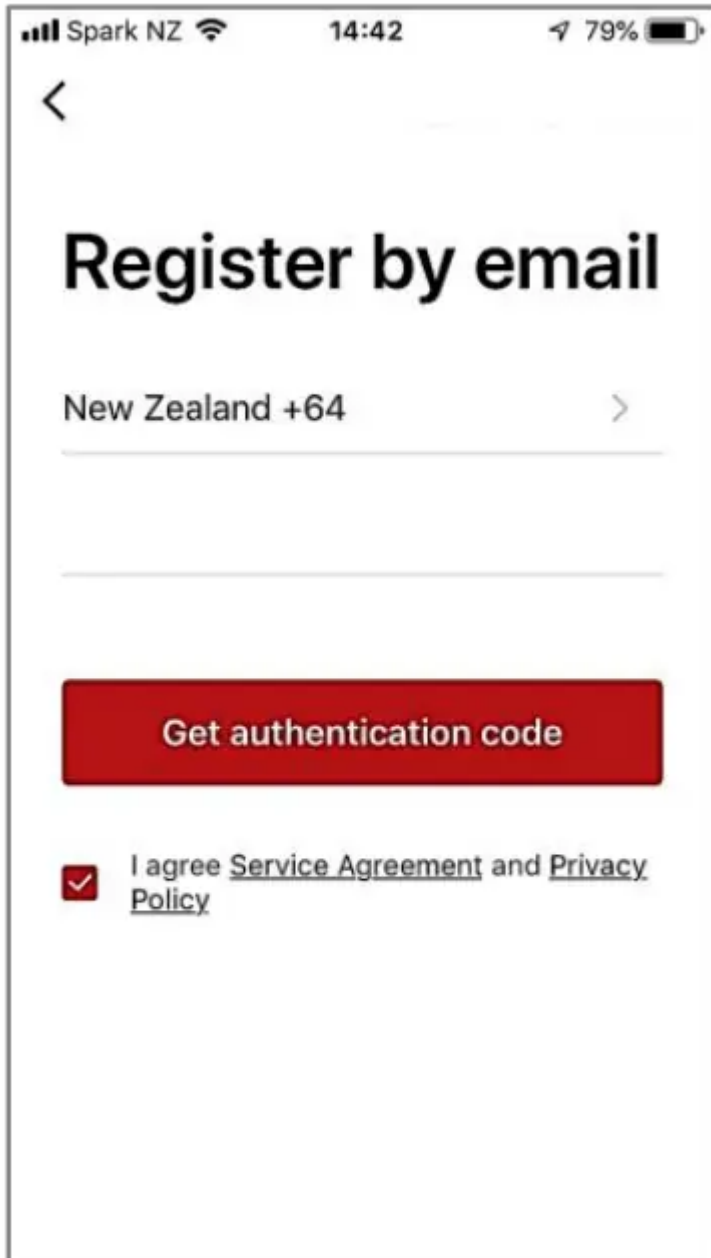 Spark NZ 14:42 79%
Register by email
New Zealand +64
Get authentication code
I agree Service Agreement and Privacy
Policy